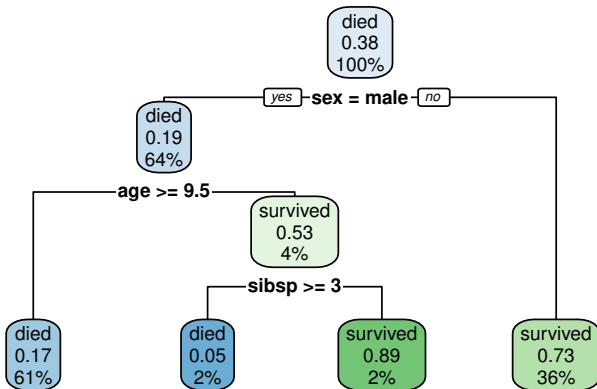 died
0.38
100%
yes sex = male no
died
0.19
64%
age >= 9.5
survived
0.53
4%
sibsp >= 3
died
0.17
61%
died
0.05
2%
survived
0.89
2%
survived
0.73
36%